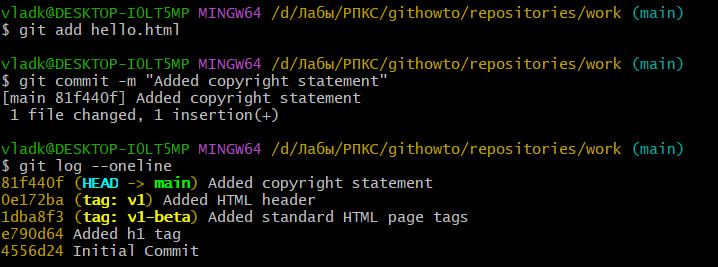 vladk@DESKTOP-I0LT5MP MINGW64 /d/Лабы/РПКС/githowto/repositories/work (main)
$ git add hello.html
vladk@DESKTOP-I0LT5MP MINGW64 /d/Лабы/РПКС/githowto/repositories/work (main)
$ git commit -m "Added copyright statement"
[main 81f440f] Added copyright statement
 1 file changed, 1 insertion(+)
vladk@DESKTOP-I0LT5MP MINGW64 /d/Лабы/РПКС/githowto/repositories/work (main)
$ git log --oneline
81f440f (HEAD -> main) Added copyright statement
0e172ba (tag: v1) Added HTML header
1dba8f3 (tag: v1-beta) Added standard HTML page tags
e790d64 Added h1 tag
4556d24 Initial Commit